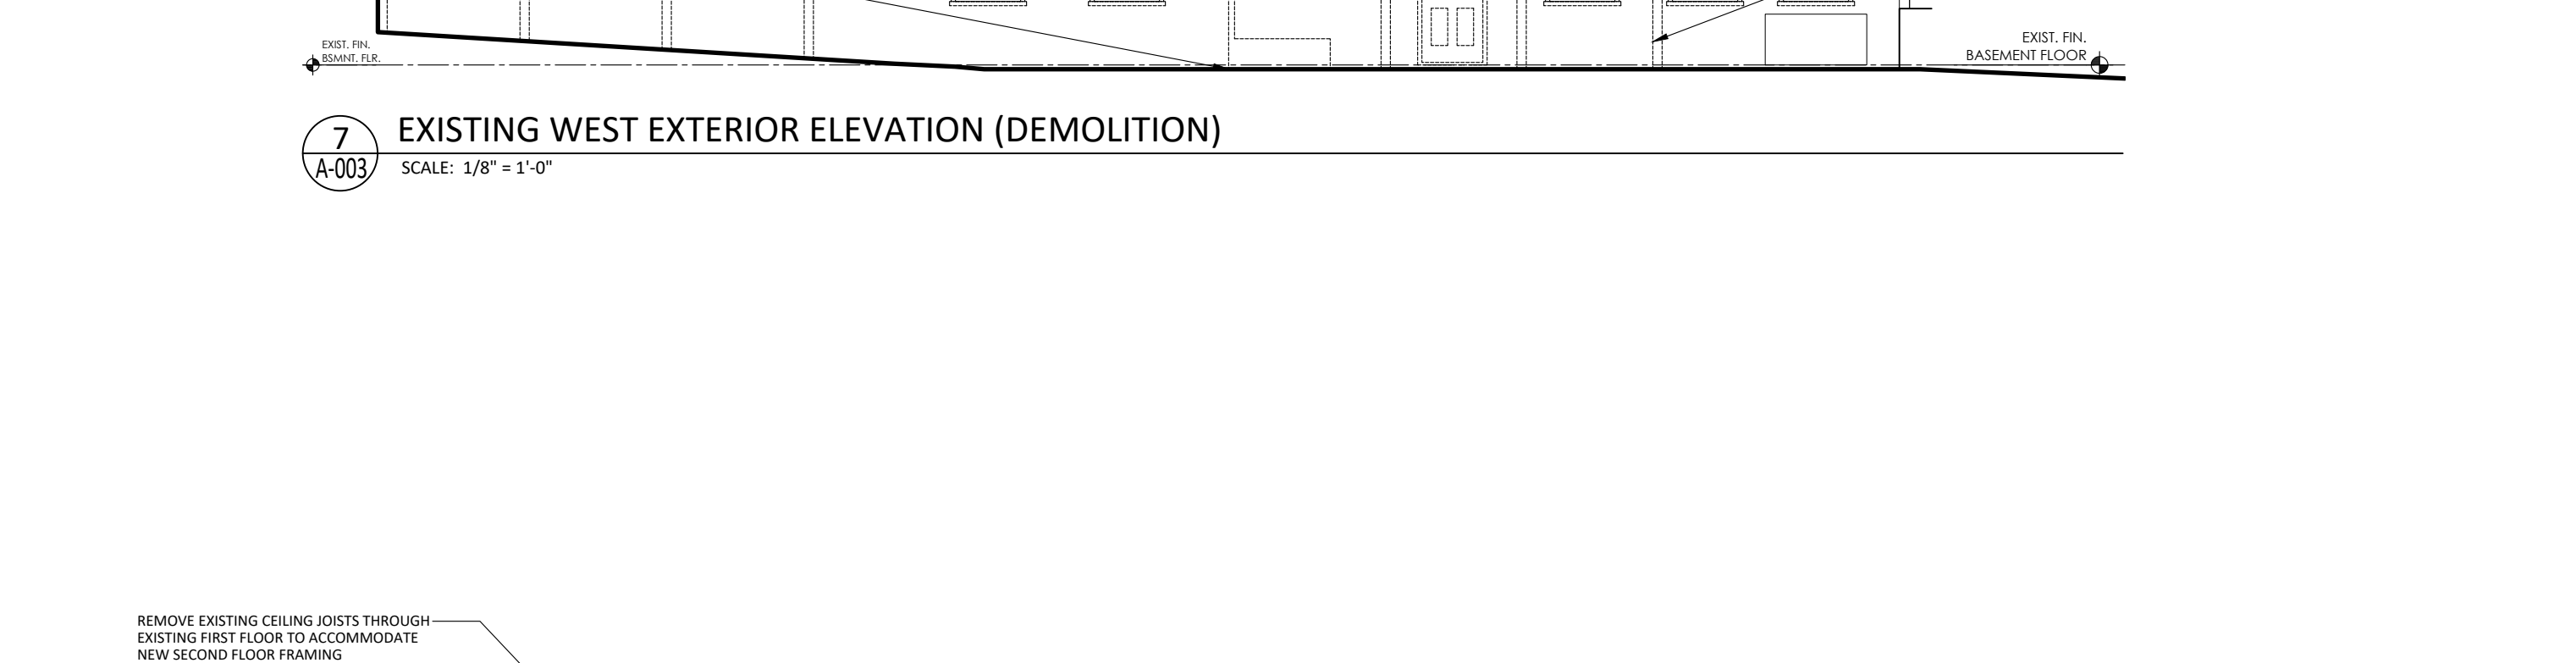 EXIST. FIN.
BSMNT. FLR.
EXIST. FIN.
BASEMENT FLOOR
7
A-003
EXISTING WEST EXTERIOR ELEVATION (DEMOLITION)
SCALE: 1/8" = 1'-0"
REMOVE EXISTING CEILING JOISTS THROUGH
EXISTING FIRST FLOOR TO ACCOMMODATE
NEW SECOND FLOOR FRAMING